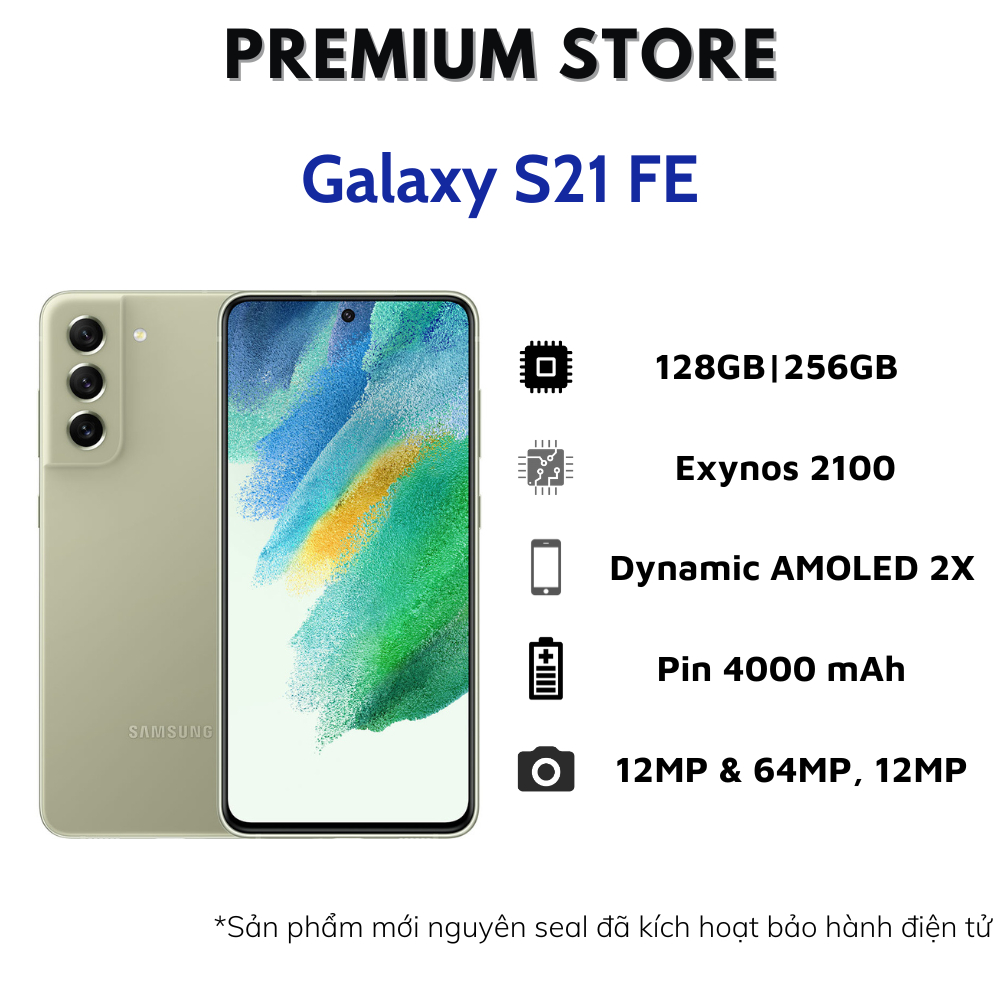 PREMIUM STORE
Galaxy S21 FE
128GB|256GB
Exynos 2100
Dynamic AMOLED 2X
Pin 4000 mAh
SAMSUNG
12MP & 64MP, 12MP
*Sản phẩm mới nguyên seal đã kích hoạt bảo hành điện tử